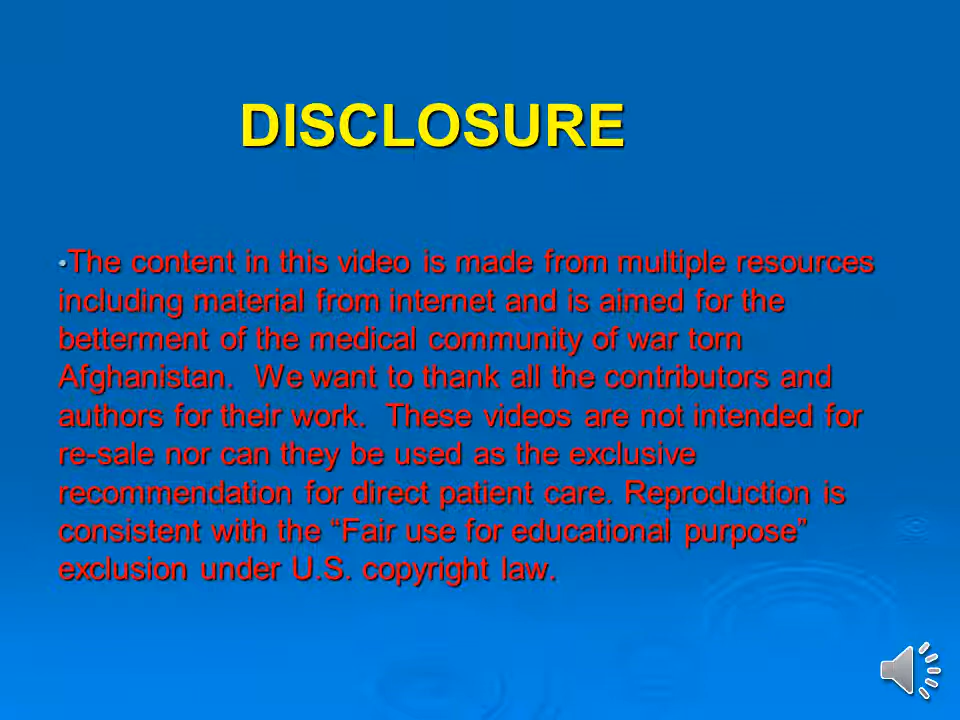 DISCLOSURE
•The content in this video is made from multiple resources
including material from internet and is aimed for the
betterment of the medical community of war torn
Afghanistan.  We want to thank all the contributors and
authors for their work.  These videos are not intended for
re-sale nor can they be used as the exclusive
recommendation for direct patient care. Reproduction is
consistent with the “Fair use for educational purpose”
exclusion under U.S. copyright law.